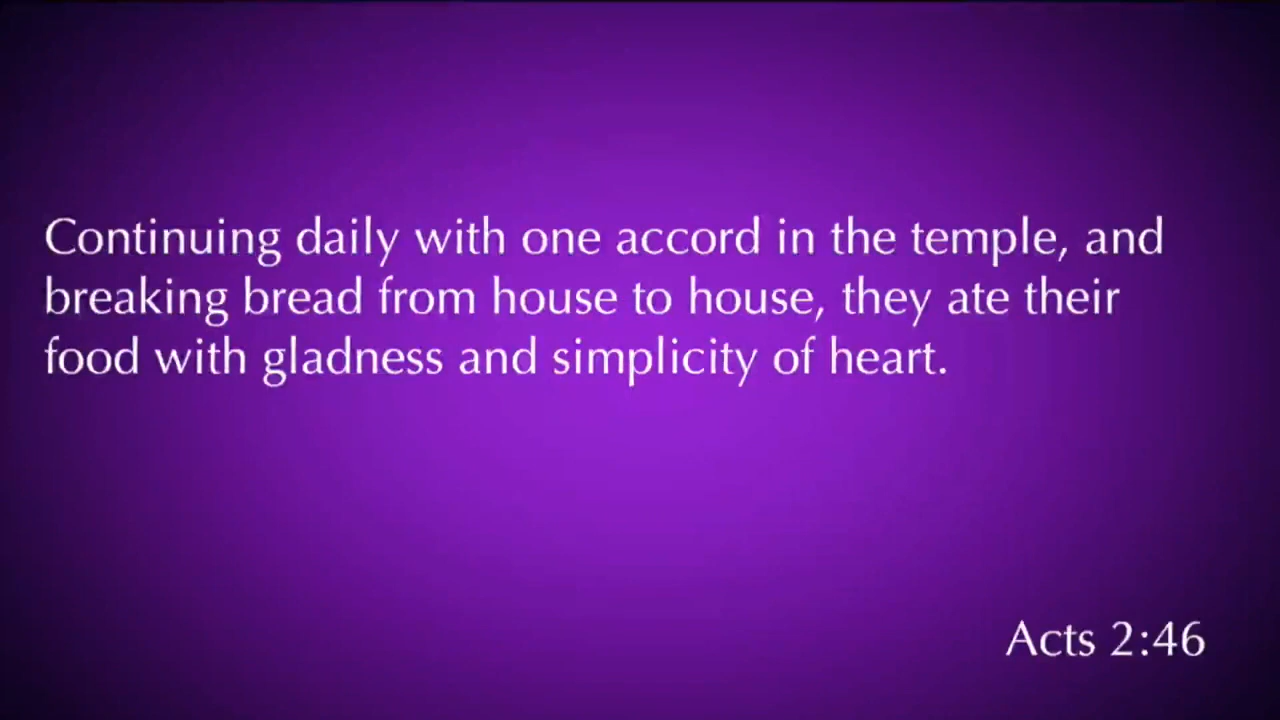 Continuing daily with one accord in the temple, and
breaking bread from house to house, they ate their
food with gladness and simplicity of heart.
Acts 2:46